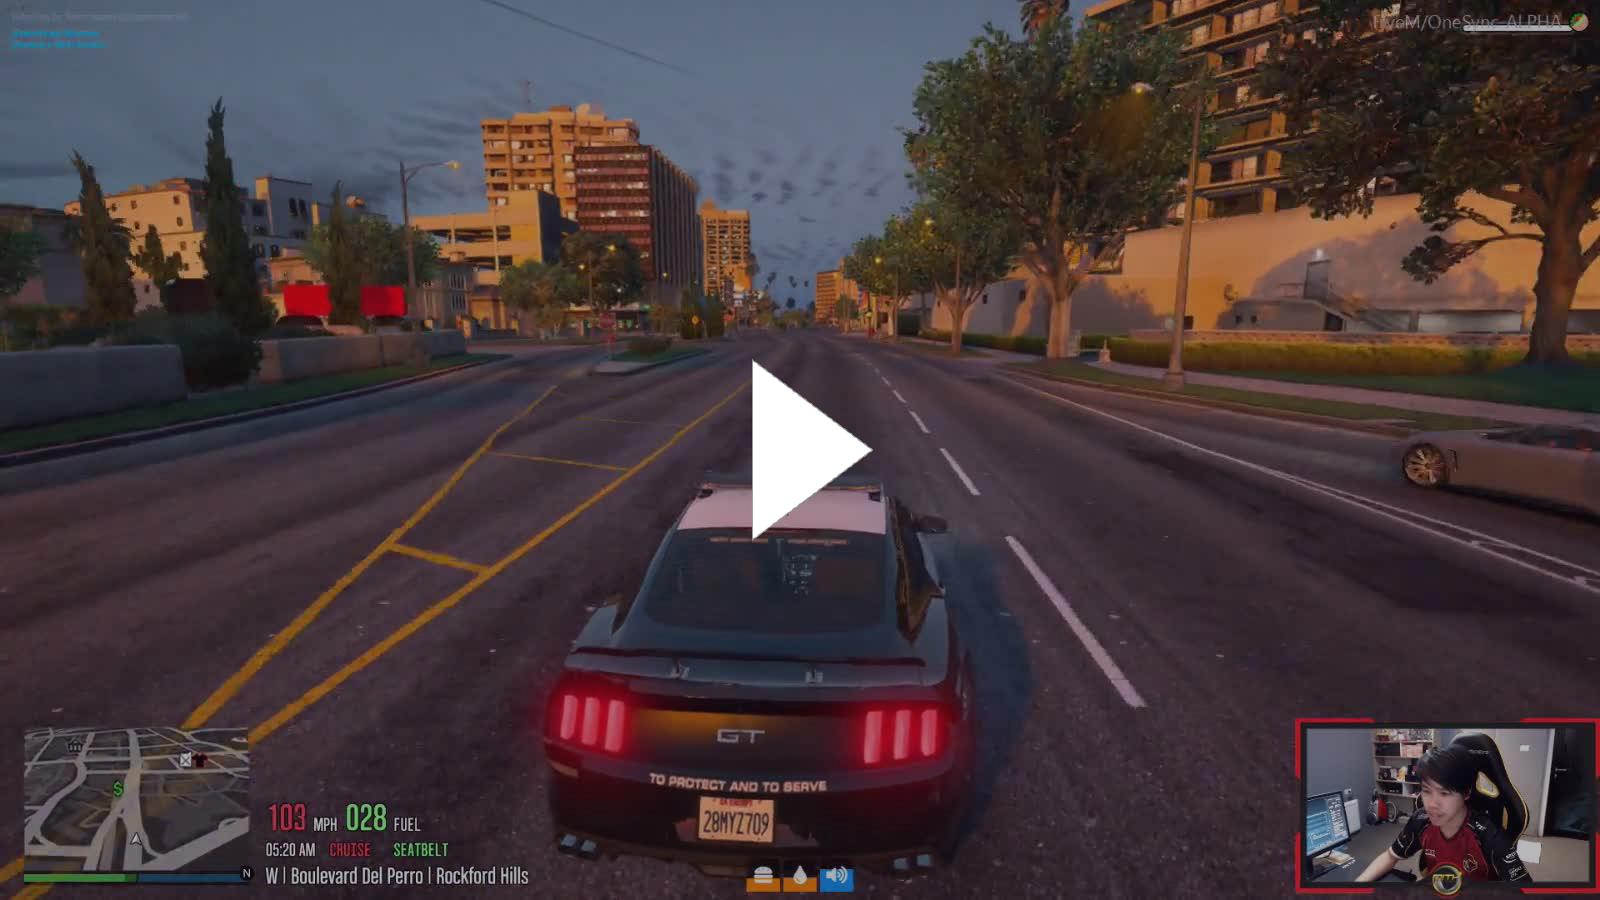 FiveM/OneSync-ALPHA
GT
TO PROTECT AND TO SERVE
28MYZ709
103 MPH 028 FUEL
05:20 AM CRUISE SEATBELT
N
W | Boulevard Del Perro | Rockford Hills